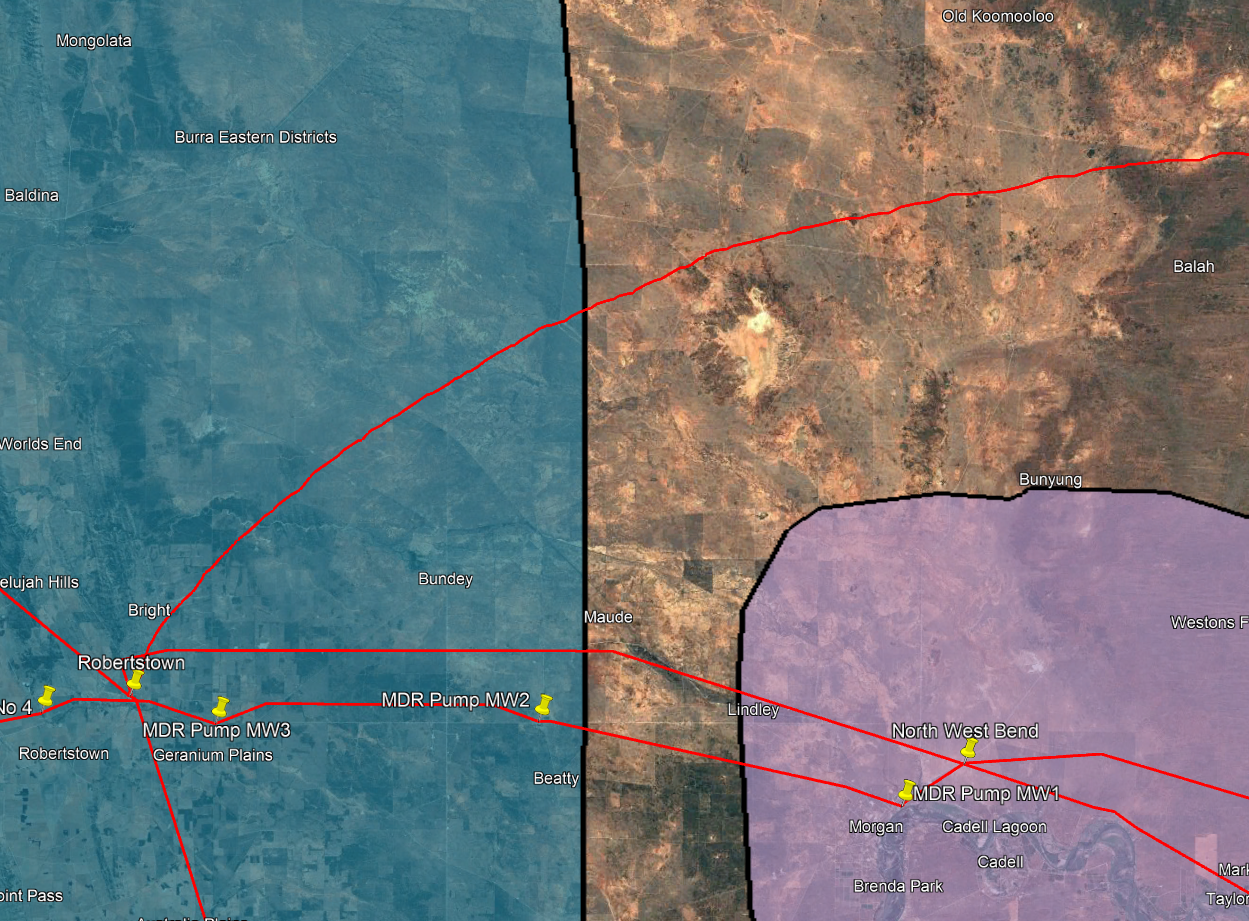 Old Koomooloo
Mongolata
Burra Eastern Districts
Baldina
Balah
Worlds End
Bunyung
Bundey
elujah Hills
Bright
Maude
Westons F
Robertstown
MDR Pump MW2
No 4
Lindley
MDR Pump MW3
North West Bend
Robertstown
Geranium Plains
Beatty
MDR Pump MW1
Morgan
Cadell Lagoon
Cadell
Mark
Brenda Park
oint Pass
Taylo
Australia Plains